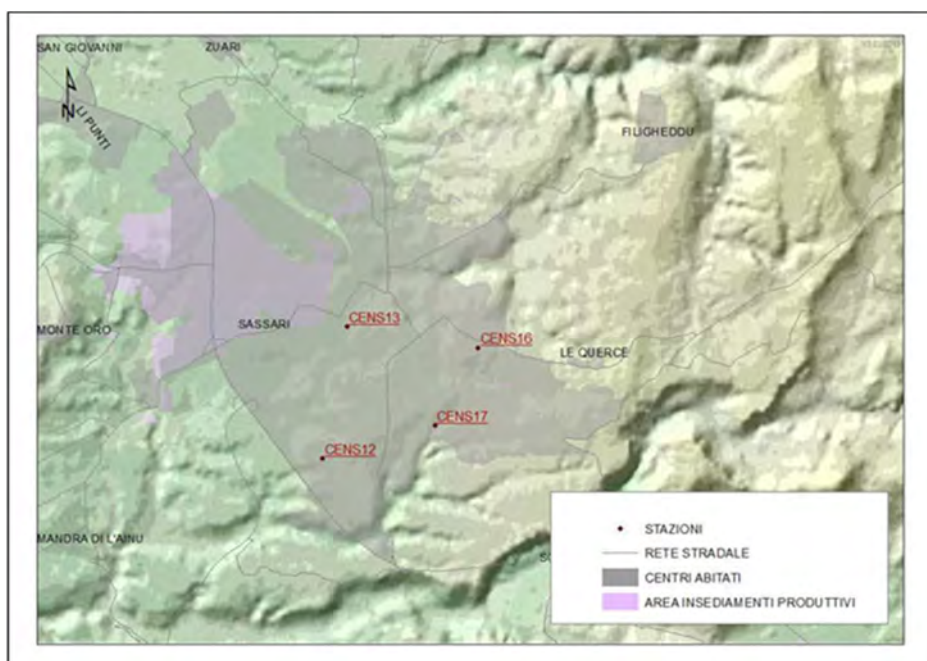 SAN GIOVANNI
ZUARI
N
LI PUNTI
FILIGHEDDU
MONTE ORO
SASSARI
CENS13
CENS16
LE QUERCE
CENS17
CENS12
MANDRA DI L'AINU
STAZIONI
RETE STRADALE
CENTRI ABITATI
AREA INSEDIAMENTI PRODUTTIVI